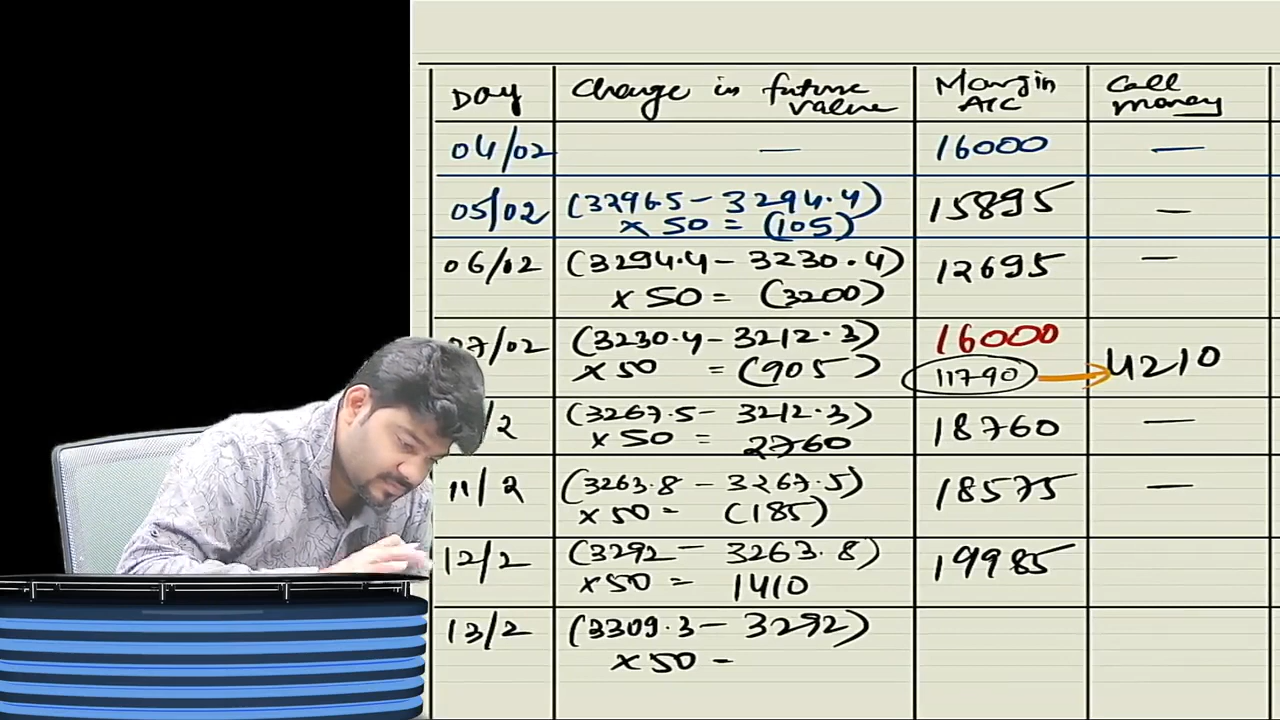 Day Change in future Margin Call
value A/C money
04/02 — 16000 —
05/02 (3296.5 - 3294.4) 15895 —
x 50 = (105)
06/02 (3294.4 - 3230.4) 12695 —
x 50 = (3200)
7/02 (3230.4 - 3212.3) 16000
x 50 = (905) 11790 → 4210
/2 (3267.5 - 3212.3) 18760 —
x 50 = 2760
11/2 (3263.8 - 3267.5) 18575 —
x 50 = (185)
12/2 (3292 - 3263.8) 19985
x 50 = 1410
13/2 (3309.3 - 3292)
x 50 =